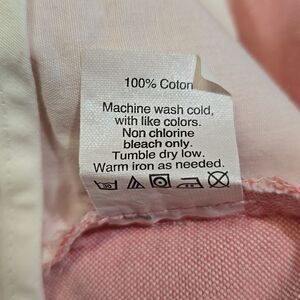 100% Coton
Machine wash cold,
with like colors.
Non chlorine
bleach only.
Tumble dry low.
Warm iron as needed.